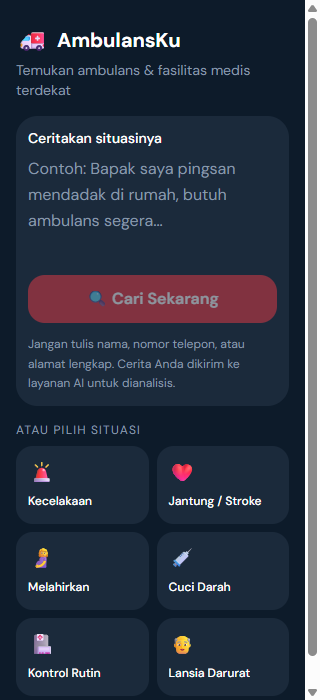 AmbulansKu
Temukan ambulans & fasilitas medis
terdekat
Ceritakan situasinya
Contoh: Bapak saya pingsan
mendadak di rumah, butuh
ambulans segera...
Cari Sekarang
Jangan tulis nama, nomor telepon, atau
alamat lengkap. Cerita Anda dikirim ke
layanan AI untuk dianalisis.
ATAU PILIH SITUASI
Kecelakaan
Jantung / Stroke
Melahirkan
Cuci Darah
Kontrol Rutin
Lansia Darurat